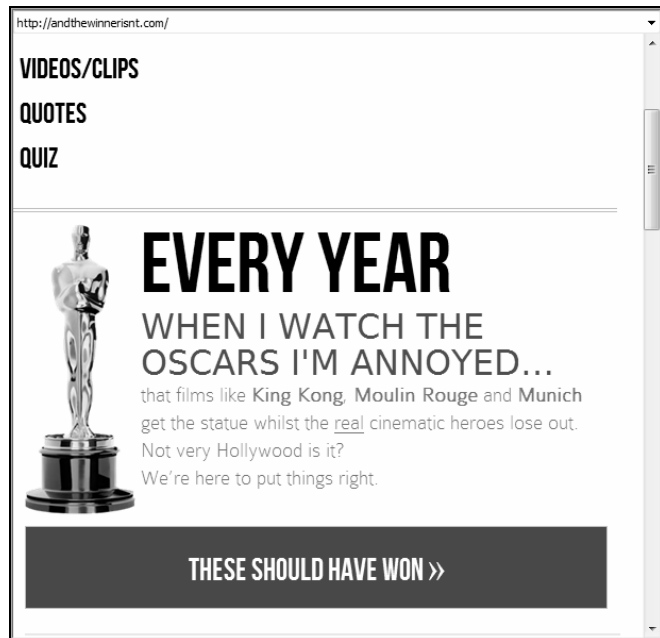 http://andthewinnerisnt.com/
VIDEOS/CLIPS
QUOTES
QUIZ
EVERY YEAR
WHEN I WATCH THE
OSCARS I'M ANNOYED...
that films like King Kong, Moulin Rouge and Munich
get the statue whilst the real cinematic heroes lose out.
Not very Hollywood is it?
We're here to put things right.
THESE SHOULD HAVE WON »